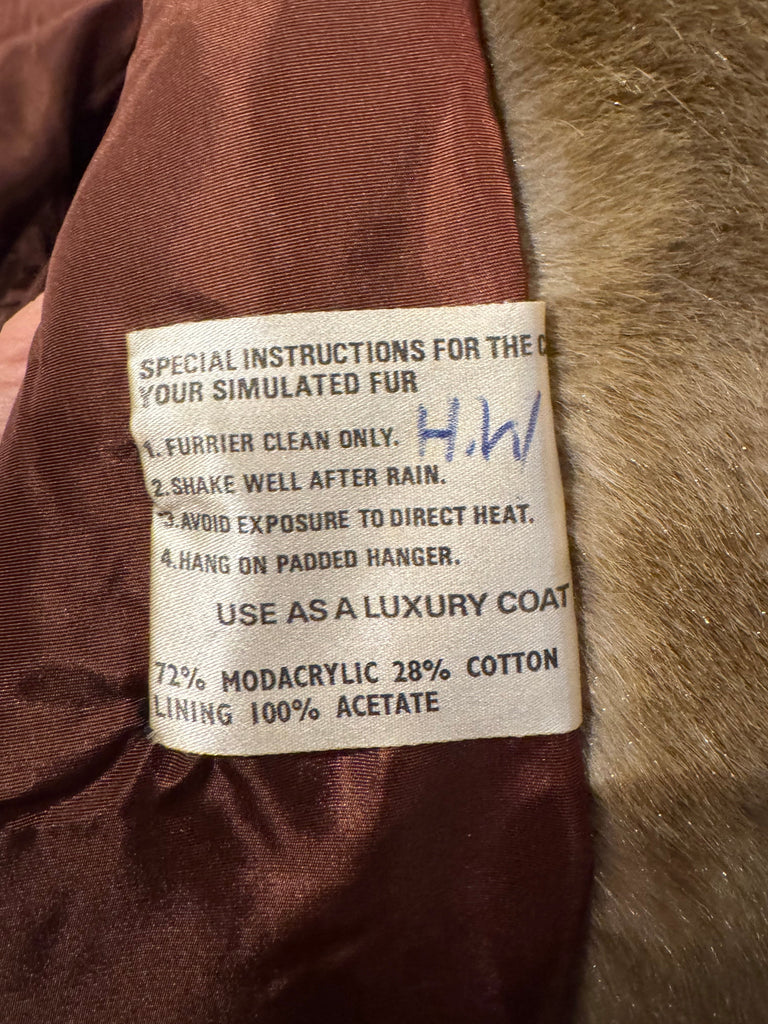 SPECIAL INSTRUCTIONS FOR THE
YOUR SIMULATED FUR
1. FURRIER CLEAN ONLY. H.W
2. SHAKE WELL AFTER RAIN.
3. AVOID EXPOSURE TO DIRECT HEAT.
4. HANG ON PADDED HANGER.
USE AS A LUXURY COAT
72% MODACRYLIC 28% COTTON
LINING 100% ACETATE